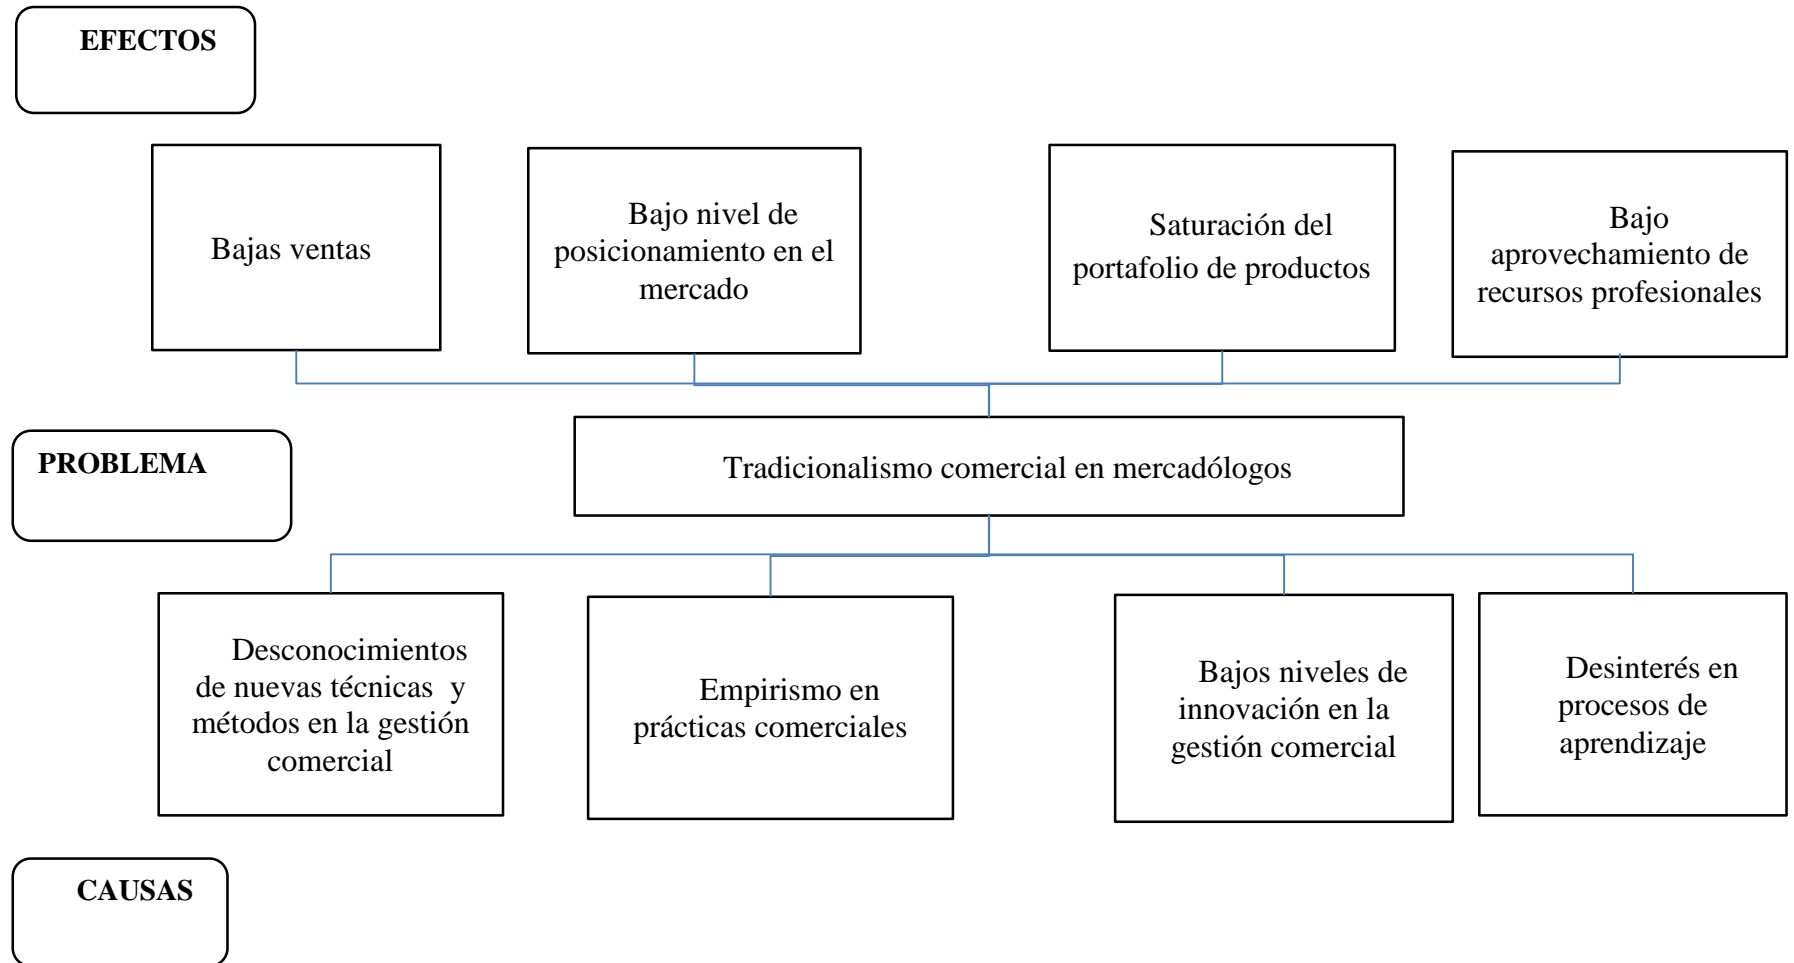 EFECTOS
Bajas ventas
Bajo nivel de
posicionamiento en el
mercado
Saturación del
portafolio de productos
Bajo
aprovechamiento de
recursos profesionales
PROBLEMA
Tradicionalismo comercial en mercadólogos
Desconocimientos
de nuevas técnicas y
métodos en la gestión
comercial
Empirismo en
prácticas comerciales
Bajos niveles de
innovación en la
gestión comercial
Desinterés en
procesos de
aprendizaje
CAUSAS